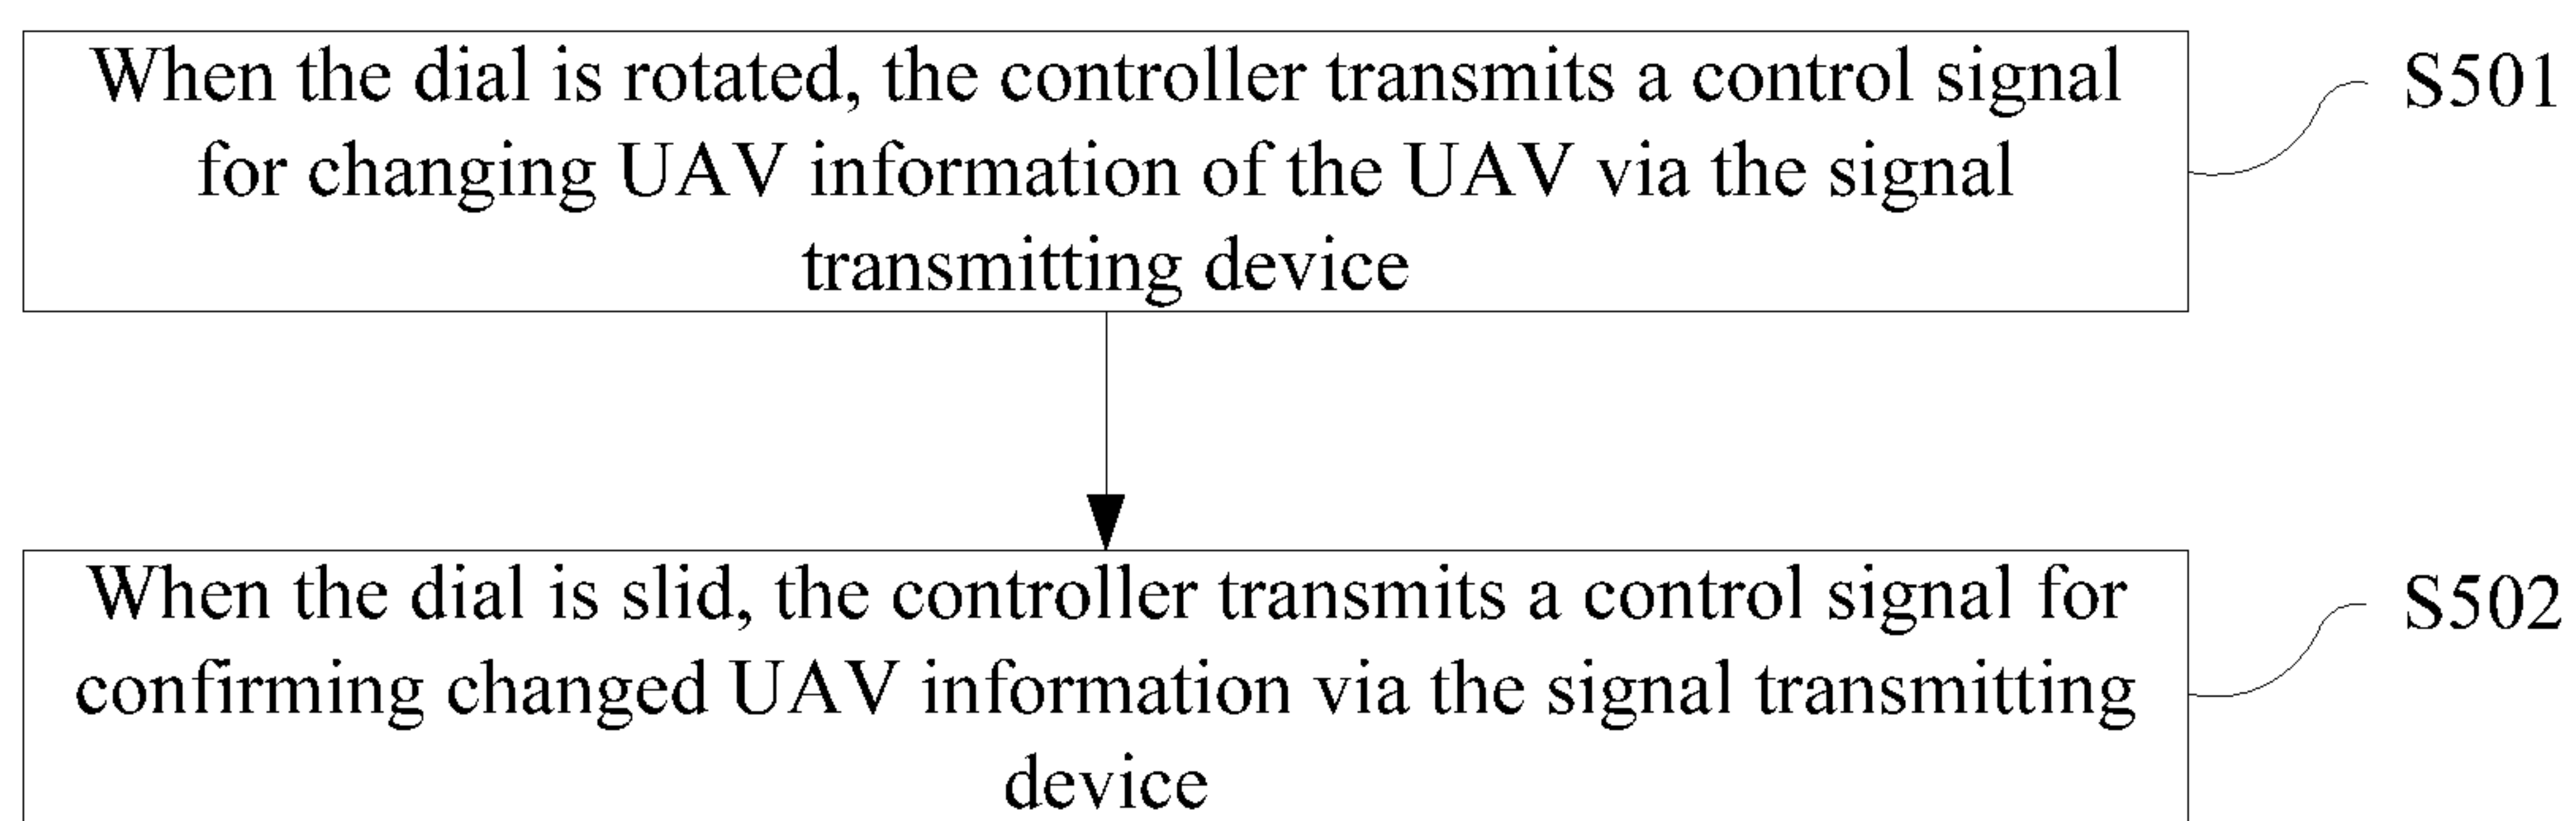 When the dial is rotated, the controller transmits a control signal
for changing UAV information of the UAV via the signal
transmitting device
S501
When the dial is slid, the controller transmits a control signal for
confirming changed UAV information via the signal transmitting
device
S502